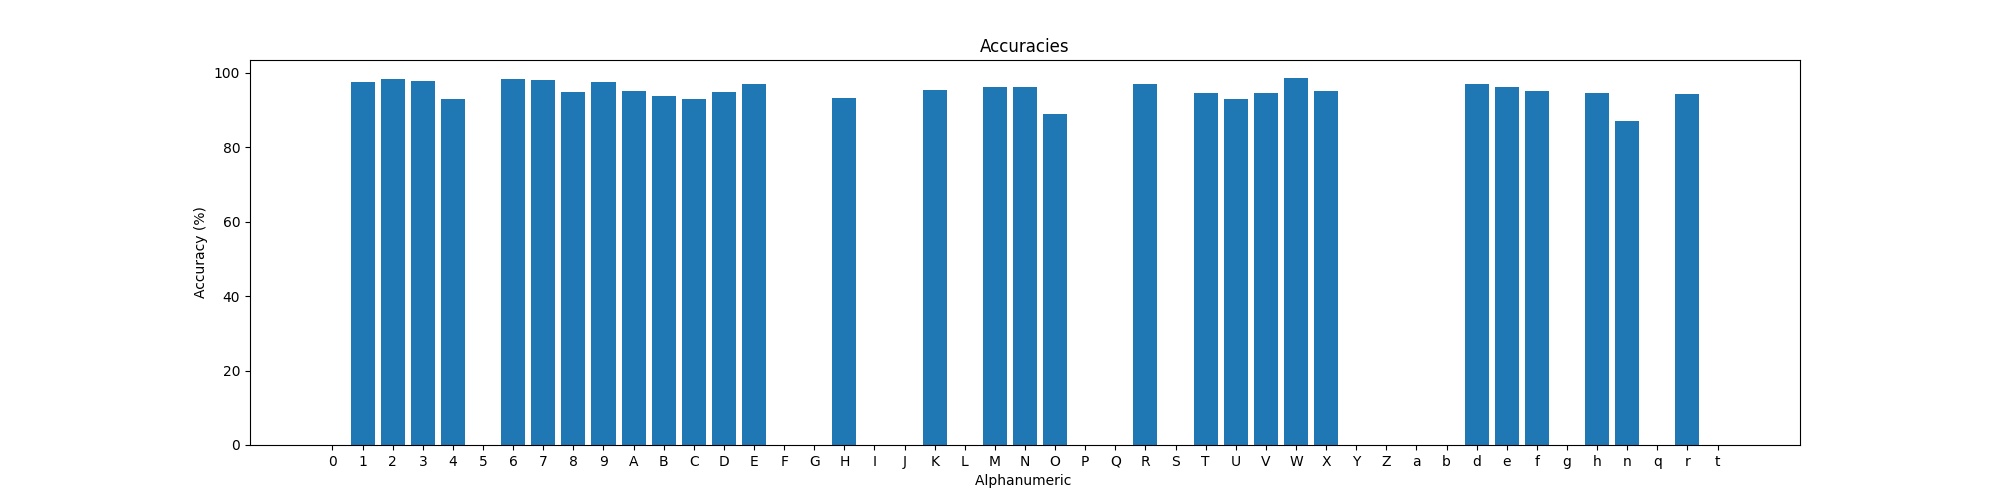 Accuracies
100
80
60
40
20
0
Accuracy (%)
0 1 2 3 4 5 6 7 8 9 A B C D E F G H I J K L M N O P Q R S T U V W X Y Z a b d e f g h n q r t
Alphanumeric